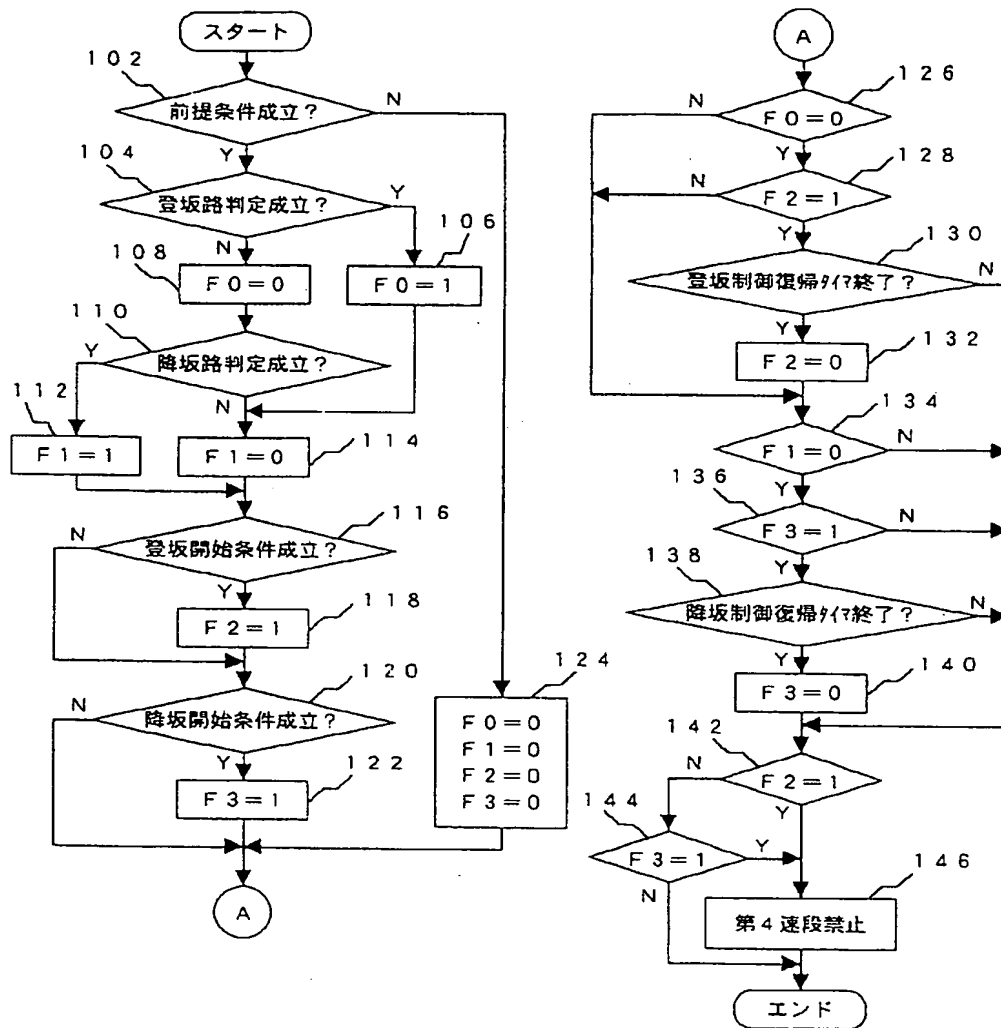 スタート
102
前提条件成立?
N
Y
104
登坂路判定成立?
Y
N
106
108
F0=0
F0=1
110
Y
降坂路判定成立?
N
112
114
F1=1
F1=0
116
N
登坂開始条件成立?
Y
118
F2=1
120
N
降坂開始条件成立?
Y
122
F3=1
124
F0=0
F1=0
F2=0
F3=0
A
A
126
N
F0=0
Y
128
N
F2=1
Y
130
登坂制御復帰タイマ終了?
N
Y
132
F2=0
134
F1=0
N
Y
136
F3=1
N
Y
138
降坂制御復帰タイマ終了?
N
Y
140
F3=0
142
N
F2=1
Y
144
F3=1
Y
N
146
第4速段禁止
エンド